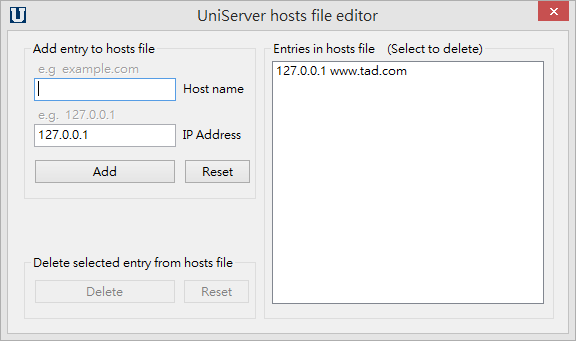 UniServer hosts file editor
Add entry to hosts file
e.g example.com
Host name
e.g. 127.0.0.1
127.0.0.1
IP Address
Add
Reset
Delete selected entry from hosts file
Delete
Reset
Entries in hosts file (Select to delete)
127.0.0.1 www.tad.com